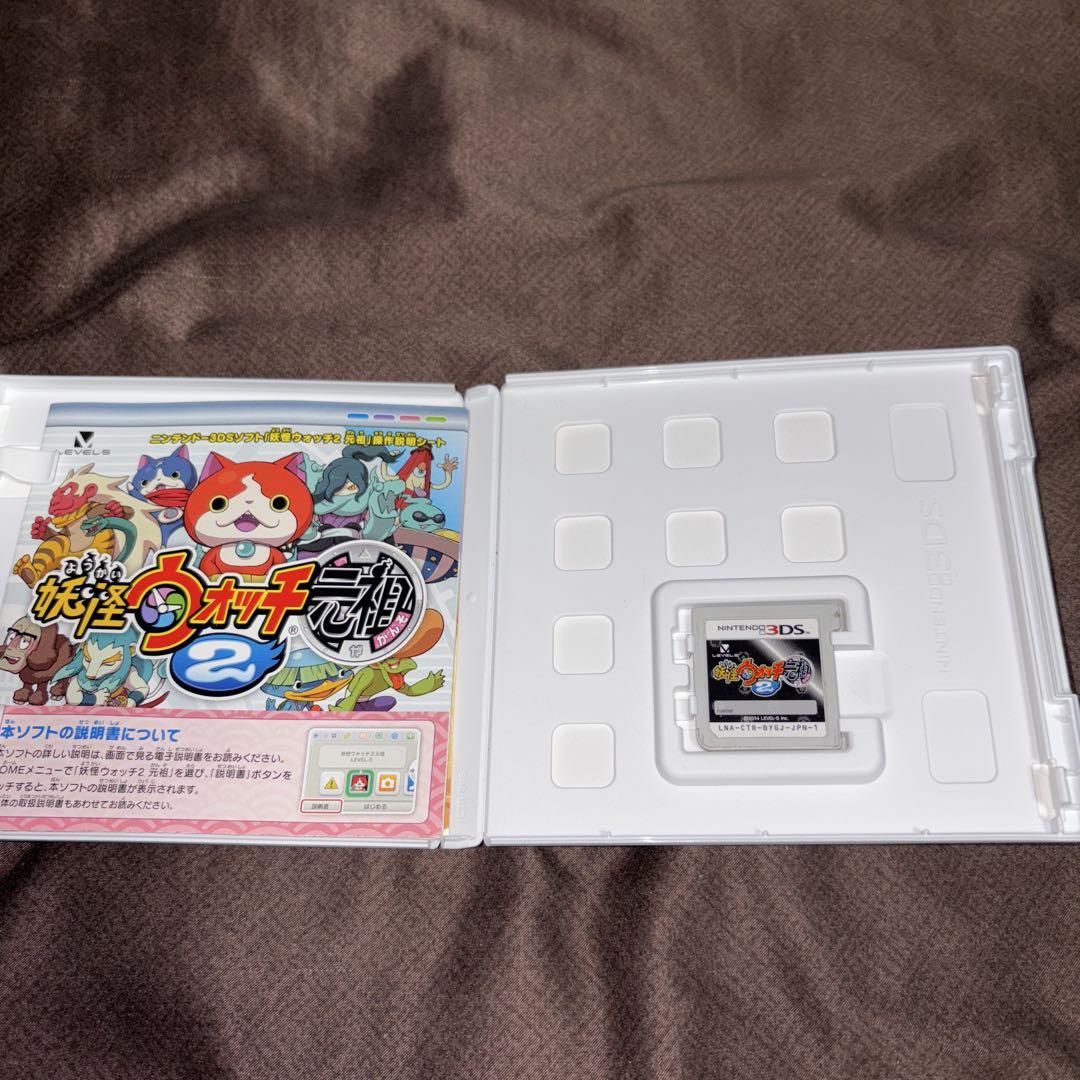 LEVEL5
ニンテンドー3DSソフト「妖怪ウォッチ2 元祖」操作説明シート
ようかい
妖怪ウォッチ元祖
がんそ
2®
本ソフトの説明書について
本ソフトの詳しい説明は、画面で見る電子説明書をお読みください。
OMEメニューで「妖怪ウォッチ2 元祖」を選び、「説明書」ボタンを
ッチすると、本ソフトの説明書が表示されます。
体の取扱説明書もあわせてお読みください。
妖怪ウォッチ2 元祖
LEVEL-5
説明書
はじめる
NINTENDO 3DS
NINTENDO 3DS™
LEVEL5
妖怪ウォッチ元祖
2
name
©2014 LEVEL-5 Inc.
LNA-CTR-BYGJ-JPN-1